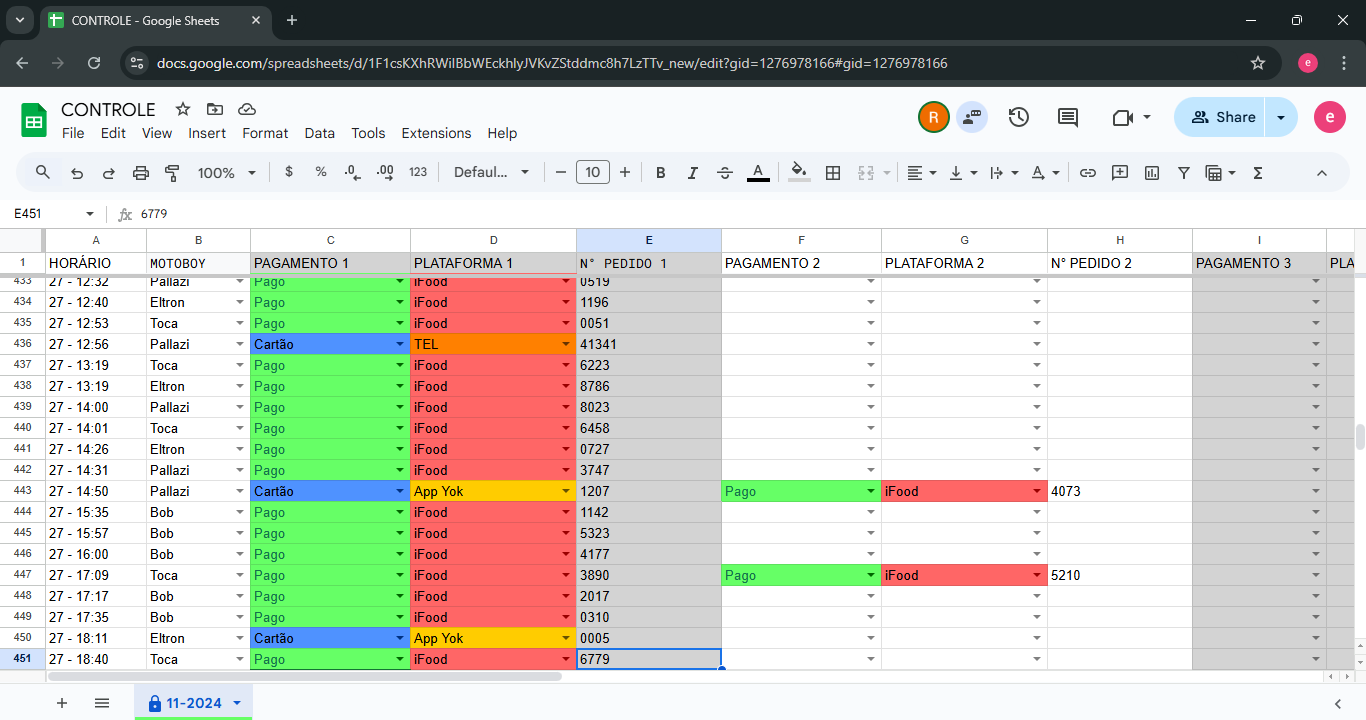 CONTROLE - Google Sheets
docs.google.com/spreadsheets/d/1F1csKXhRWilBbWEckhlyJVKvZStddmc8h7LzTTv_new/edit?gid=1276978166#gid=1276978166
e
CONTROLE
File Edit View Insert Format Data Tools Extensions Help
R
Share
e
100% $ % .0 .00 123 Defaul... 10 B I S A
E451 fx 6779
A B C D E F G H I
1 HORÁRIO MOTOBOY PAGAMENTO 1 PLATAFORMA 1 N° PEDIDO 1 PAGAMENTO 2 PLATAFORMA 2 N° PEDIDO 2 PAGAMENTO 3 PLA
433 27 - 12:32 Pallazi Pago iFood 0519
434 27 - 12:40 Eltron Pago iFood 1196
435 27 - 12:53 Toca Pago iFood 0051
436 27 - 12:56 Pallazi Cartão TEL 41341
437 27 - 13:19 Toca Pago iFood 6223
438 27 - 13:19 Eltron Pago iFood 8786
439 27 - 14:00 Pallazi Pago iFood 8023
440 27 - 14:01 Toca Pago iFood 6458
441 27 - 14:26 Eltron Pago iFood 0727
442 27 - 14:31 Pallazi Pago iFood 3747
443 27 - 14:50 Pallazi Cartão App Yok 1207 Pago iFood 4073
444 27 - 15:35 Bob Pago iFood 1142
445 27 - 15:57 Bob Pago iFood 5323
446 27 - 16:00 Bob Pago iFood 4177
447 27 - 17:09 Toca Pago iFood 3890 Pago iFood 5210
448 27 - 17:17 Bob Pago iFood 2017
449 27 - 17:35 Bob Pago iFood 0310
450 27 - 18:11 Eltron Cartão App Yok 0005
451 27 - 18:40 Toca Pago iFood 6779
11-2024